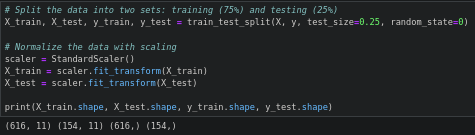 # Split the data into two sets: training (75%) and testing (25%)
X_train, X_test, y_train, y_test = train_test_split(X, y, test_size=0.25, random_state=0)
# Normalize the data with scaling
scaler = StandardScaler()
X_train = scaler.fit_transform(X_train)
X_test = scaler.fit_transform(X_test)
print(X_train.shape, X_test.shape, y_train.shape, y_test.shape)
(616, 11) (154, 11) (616,) (154,)